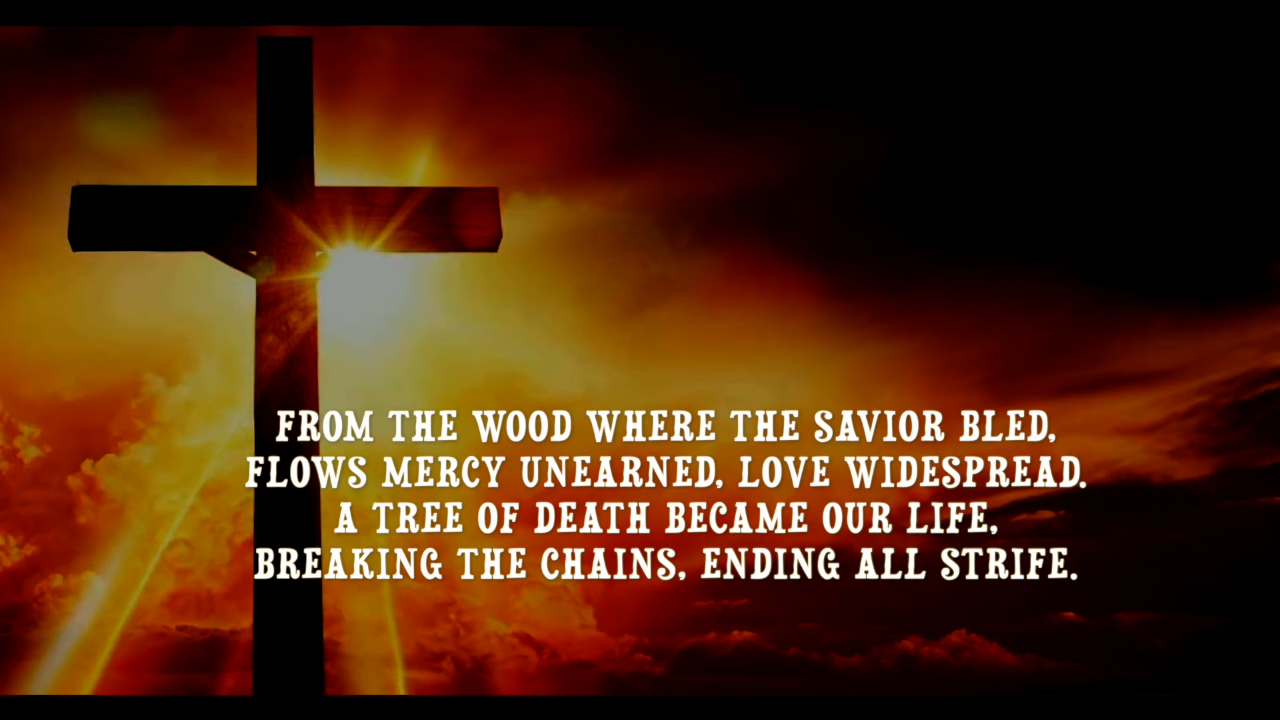 FROM THE WOOD WHERE THE SAVIOR BLED,
FLOWS MERCY UNEARNED, LOVE WIDESPREAD.
A TREE OF DEATH BECAME OUR LIFE,
BREAKING THE CHAINS, ENDING ALL STRIFE.